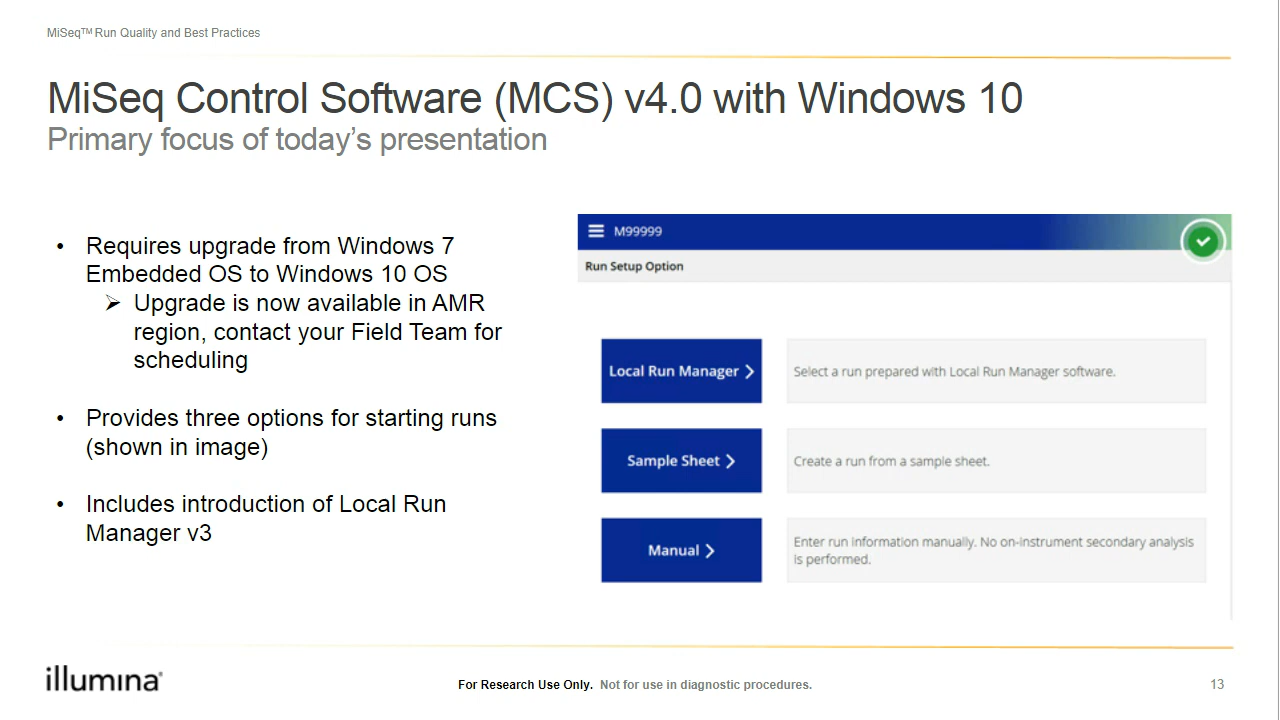 MiSeq™ Run Quality and Best Practices
MiSeq Control Software (MCS) v4.0 with Windows 10
Primary focus of today's presentation
• Requires upgrade from Windows 7
Embedded OS to Windows 10 OS
➢ Upgrade is now available in AMR
region, contact your Field Team for
scheduling
• Provides three options for starting runs
(shown in image)
• Includes introduction of Local Run
Manager v3
M99999
Run Setup Option
Local Run Manager
Select a run prepared with Local Run Manager software.
Sample Sheet
Create a run from a sample sheet.
Manual
Enter run information manually. No on-instrument secondary analysis
is performed.
illumina®
For Research Use Only. Not for use in diagnostic procedures.
13